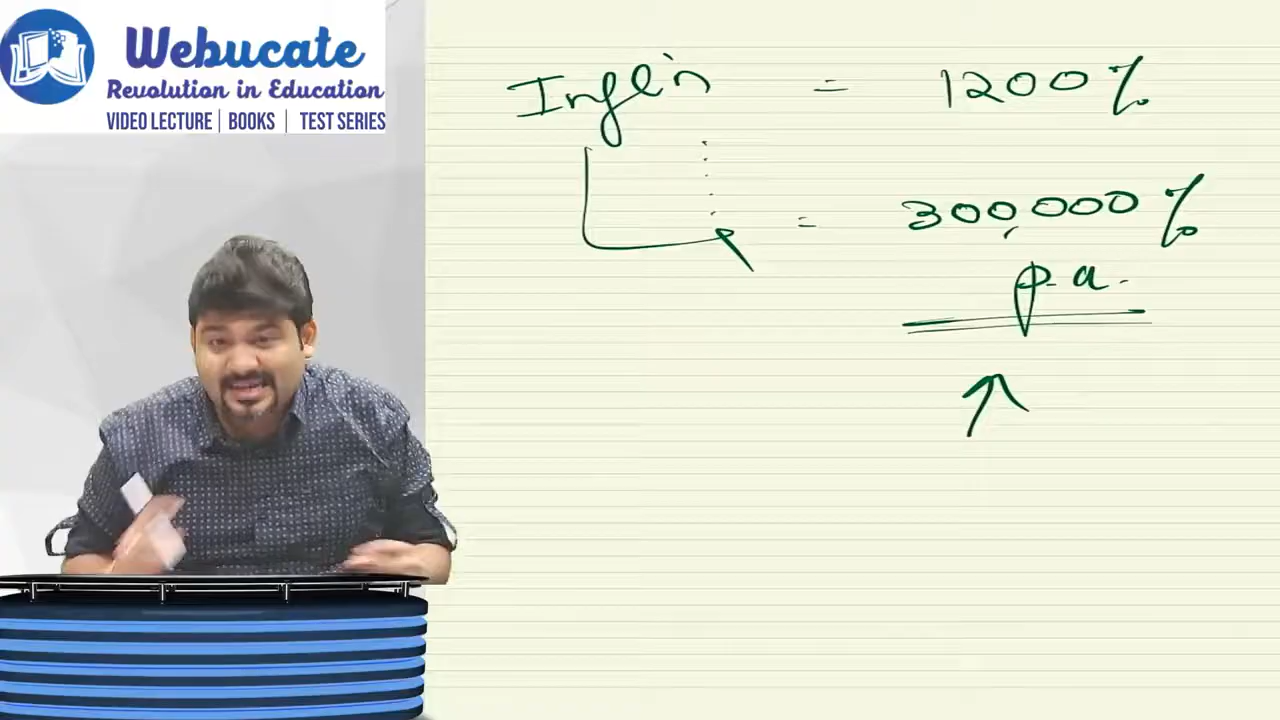 Webucate
Revolution in Education
VIDEO LECTURE | BOOKS | TEST SERIES
Infl'n = 1200%
= 300,000%
p.a.